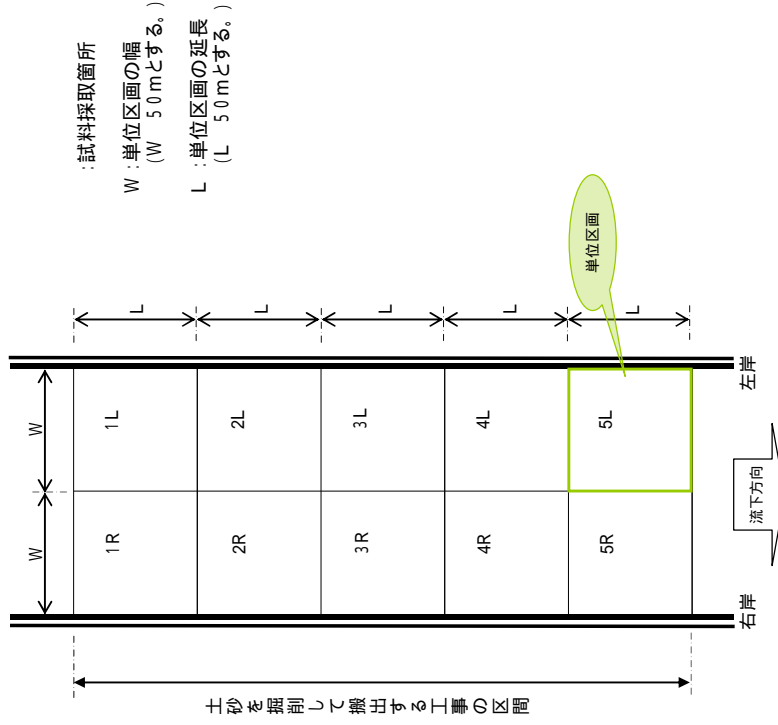 :試料採取箇所
W:単位区画の幅
(W 50mとする。)
L:単位区画の延長
(L 50mとする。)
W
W
1R
1L
L
2R
2L
L
3R
3L
L
4R
4L
L
5R
5L
L
単位区画
土砂を掘削して搬出する工事の区間
右岸
左岸
流下方向